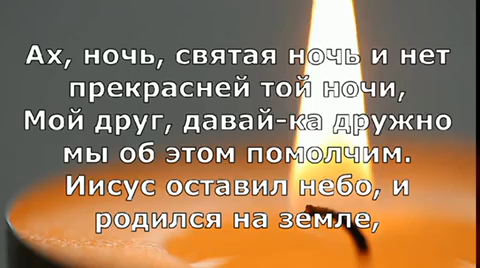 Ах, ночь, святая ночь и нет
прекрасней той ночи,
Мой друг, давай-ка дружно
мы об этом помолчим.
Иисус оставил небо, и
родился на земле,